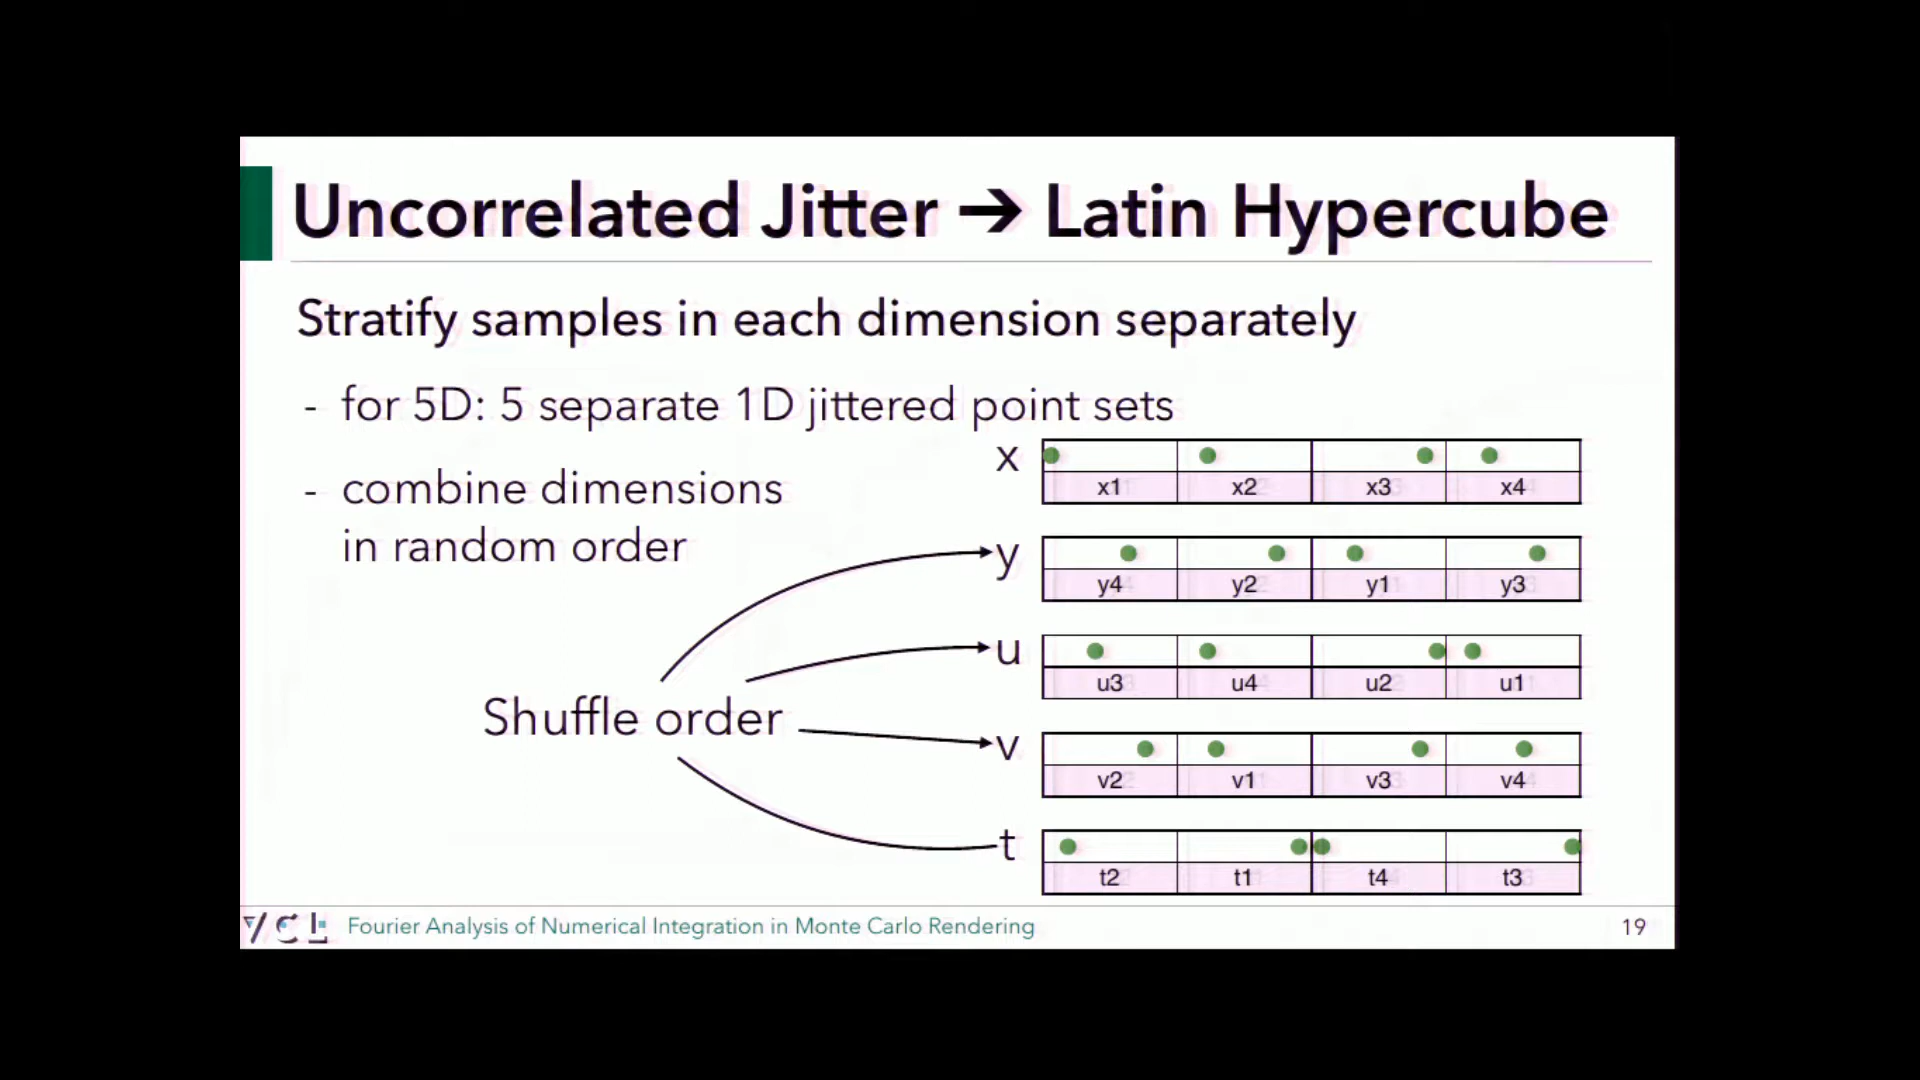 Uncorrelated Jitter ➔ Latin Hypercube
Stratify samples in each dimension separately
- for 5D: 5 separate 1D jittered point sets
- combine dimensions
in random order
Shuffle order
x
x1 x2 x3 x4
y
y4 y2 y1 y3
u
u3 u4 u2 u1
v
v2 v1 v3 v4
t
t2 t1 t4 t3
VCL Fourier Analysis of Numerical Integration in Monte Carlo Rendering 19